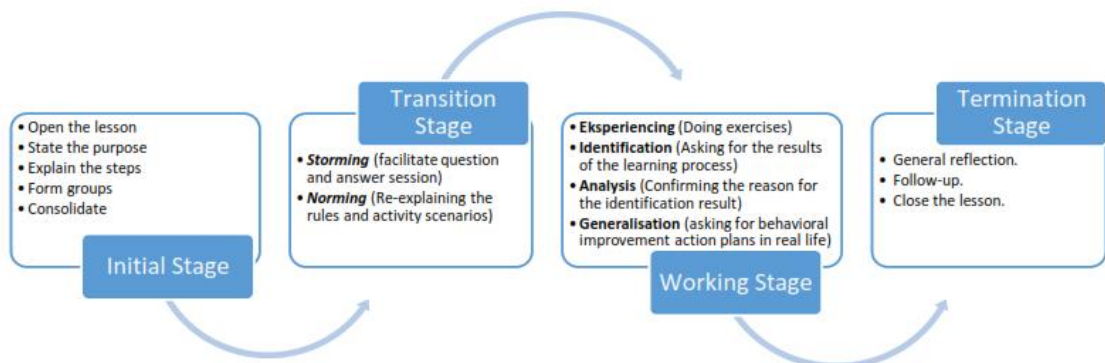 • Open the lesson
• State the purpose
• Explain the steps
• Form groups
• Consolidate
Initial Stage
Transition
Stage
• Storming (facilitate question
and answer session)
• Norming (Re-explaining the
rules and activity scenarios)
• Eksperiencing (Doing exercises)
• Identification (Asking for the
results of the learning process)
• Analysis (Confirming the reason for
the identification result)
• Generalisation (asking for behavioral
improvement action plans in real life)
Working Stage
Termination
Stage
• General reflection.
• Follow-up.
• Close the lesson.